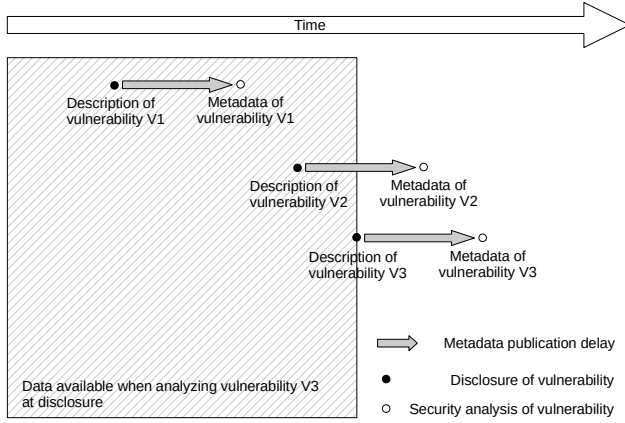 Time
Description of
vulnerability V1
Metadata of
vulnerability V1
Description of
vulnerability V2
Metadata of
vulnerability V2
Description of
vulnerability V3
Metadata of
vulnerability V3
Metadata publication delay
Disclosure of vulnerability
Security analysis of vulnerability
Data available when analyzing vulnerability V3
at disclosure